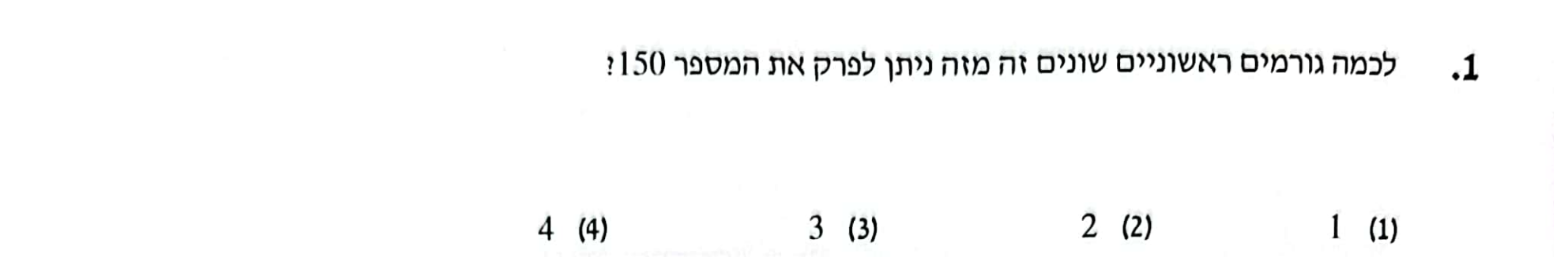 1. לכמה גורמים ראשוניים שונים זה מזה ניתן לפרק את המספר 150?
(1) 1 (2) 2 (3) 3 (4) 4